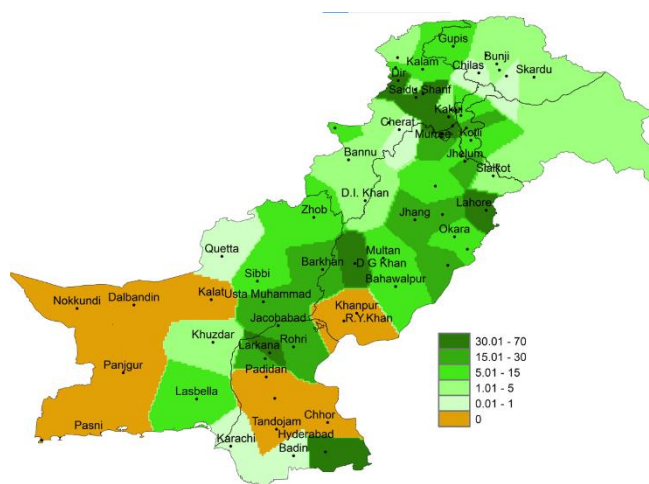 Gupis
Kalam
Chilas
Bunji
Skardu
Dir
Saidu Sharif
Kakul
Cherat
Murree
Kotli
Bannu
Jhelum
Sialkot
D.I. Khan
Zhob
Jhang
Lahore
Okara
Quetta
Multan
Barkhan
D G Khan
Sibbi
Bahawalpur
Nokkundi
Dalbandin
Kalat
Usta Muhammad
Khanpur
R.Y.Khan
Jacobabad
Khuzdar
Larkana
Rohri
Panjgur
Padidan
Lasbella
Pasni
Tandojam
Chhor
Karachi
Hyderabad
Badin
30.01 - 70
15.01 - 30
5.01 - 15
1.01 - 5
0.01 - 1
0